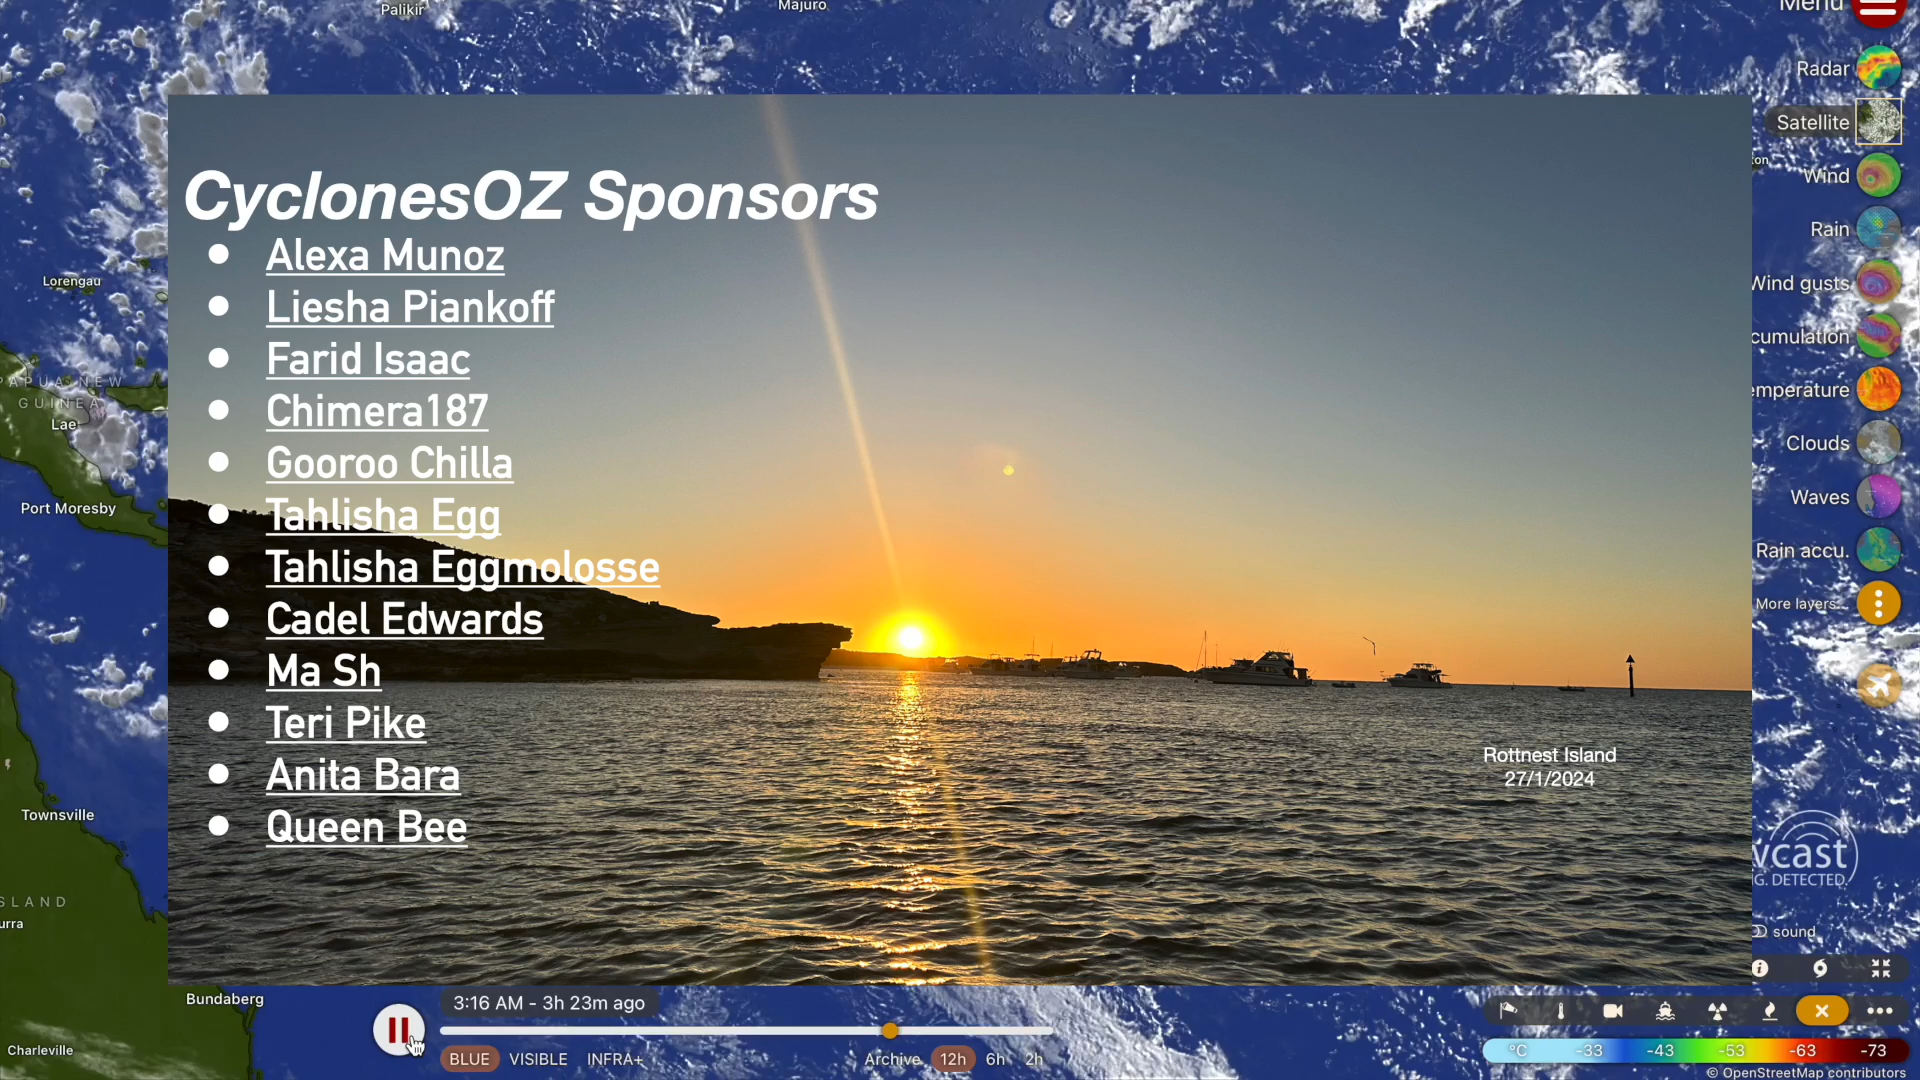 Palikir
Majuro
Menu
Radar
Satellite
Wind
Rain
Wind gusts
cumulation
emperature
Clouds
Waves
Rain accu.
More layers...
CyclonesOZ Sponsors
Alexa Munoz
Liesha Piankoff
Farid Isaac
Chimera187
Gooroo Chilla
Tahlisha Egg
Tahlisha Eggmolosse
Cadel Edwards
Ma Sh
Teri Pike
Anita Bara
Queen Bee
Rottnest Island
27/1/2024
Lorengau
PAPUA NEW
GUINEA
Lae
Port Moresby
Townsville
SLAND
urra
Bundaberg
Charleville
wcast
G. DETECTED
sound
3:16 AM - 3h 23m ago
BLUE VISIBLE INFRA+
Archive 12h 6h 2h
°C -33 -43 -53 -63 -73
© OpenStreetMap contributors